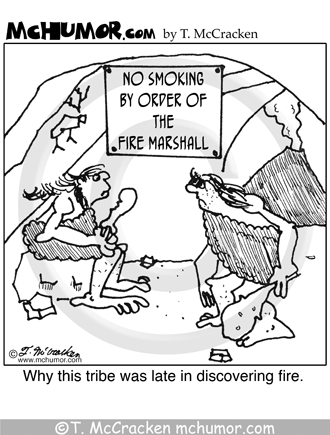 McHUMOR.com by T. McCracken
NO SMOKING
BY ORDER OF
THE
FIRE MARSHALL
© T. McCracken
www.mchumor.com
Why this tribe was late in discovering fire.
©T. McCracken mchumor.com